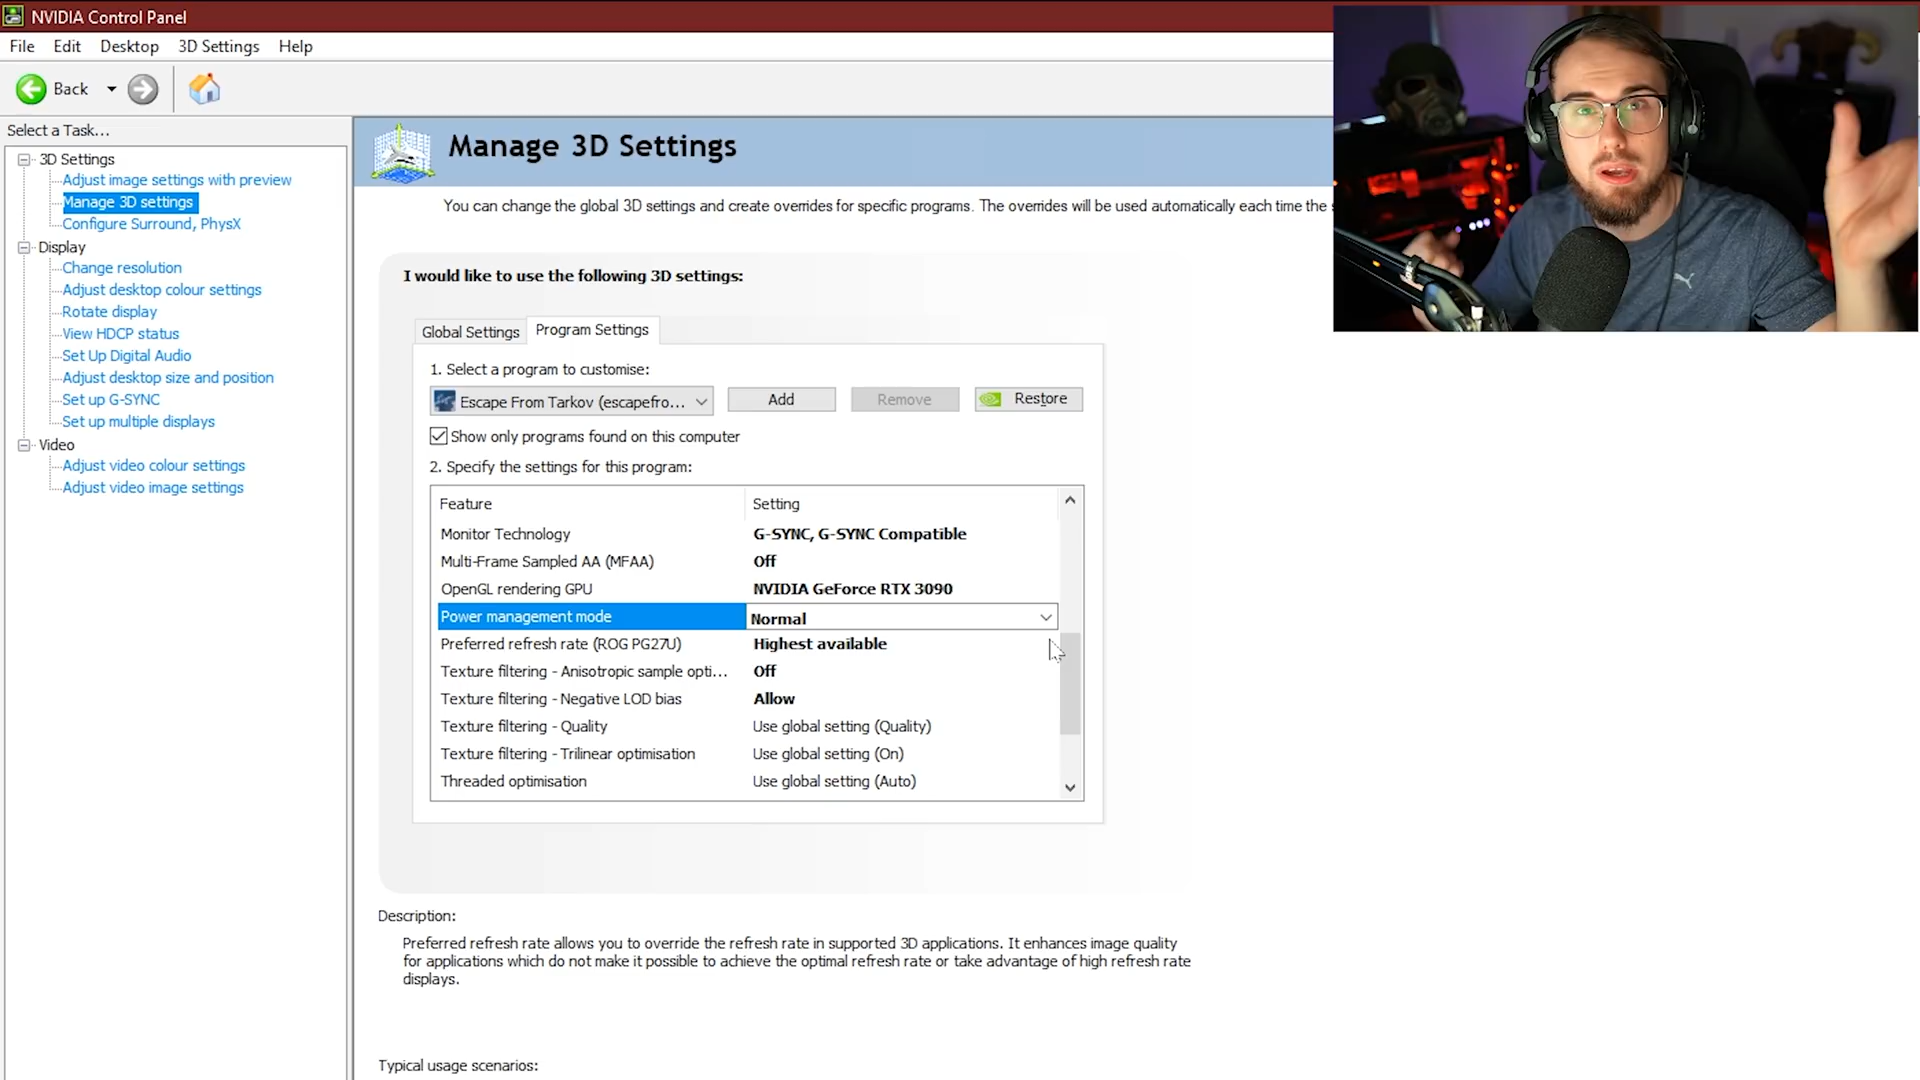 NVIDIA Control Panel
File Edit Desktop 3D Settings Help
Back
Select a Task...
3D Settings
Adjust image settings with preview
Manage 3D settings
Configure Surround, PhysX
Display
Change resolution
Adjust desktop colour settings
Rotate display
View HDCP status
Set Up Digital Audio
Adjust desktop size and position
Set up G-SYNC
Set up multiple displays
Video
Adjust video colour settings
Adjust video image settings
Manage 3D Settings
You can change the global 3D settings and create overrides for specific programs. The overrides will be used automatically each time the s
I would like to use the following 3D settings:
Global Settings Program Settings
1. Select a program to customise:
Escape From Tarkov (escapefro... Add Remove Restore
Show only programs found on this computer
2. Specify the settings for this program:
Feature Setting
Monitor Technology G-SYNC, G-SYNC Compatible
Multi-Frame Sampled AA (MFAA) Off
OpenGL rendering GPU NVIDIA GeForce RTX 3090
Power management mode Normal
Preferred refresh rate (ROG PG27U) Highest available
Texture filtering - Anisotropic sample opti... Off
Texture filtering - Negative LOD bias Allow
Texture filtering - Quality Use global setting (Quality)
Texture filtering - Trilinear optimisation Use global setting (On)
Threaded optimisation Use global setting (Auto)
Description:
Preferred refresh rate allows you to override the refresh rate in supported 3D applications. It enhances image quality
for applications which do not make it possible to achieve the optimal refresh rate or take advantage of high refresh rate
displays.
Typical usage scenarios: